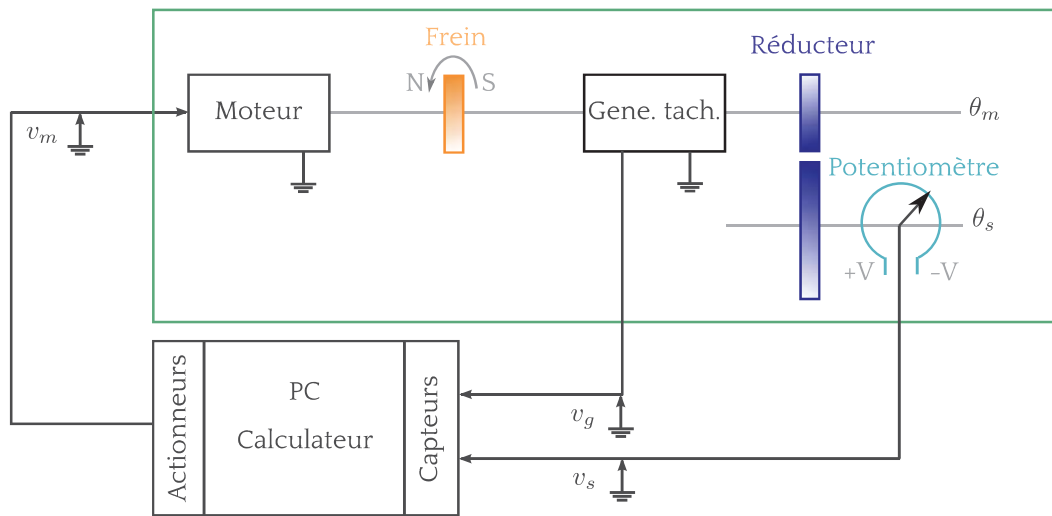 Frein
Réducteur
N
S
Moteur
Gene. tach.
θm
vm
Potentiomètre
θs
+V
–V
Actionneurs
PC
Calculateur
Capteurs
vg
vs